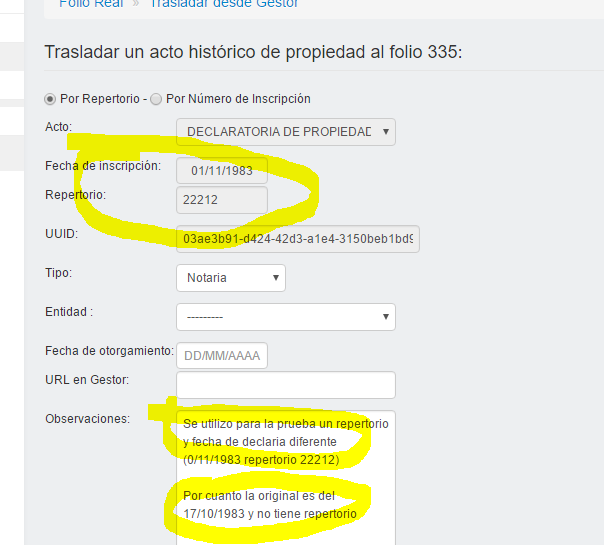 Folio Real » Trasladar desde Gestor
Trasladar un acto histórico de propiedad al folio 335:
Por Repertorio - Por Número de Inscripción
Acto: DECLARATORIA DE PROPIEDAD
Fecha de inscripción: 01/11/1983
Repertorio: 22212
UUID: 03ae3b91-d424-42d3-a1e4-3150beb1bd9
Tipo: Notaria
Entidad : ---------
Fecha de otorgamiento: DD/MM/AAAA
URL en Gestor:
Observaciones: Se utilizo para la prueba un repertorio
y fecha de declaria diferente
(0/11/1983 repertorio 22212)
Por cuanto la original es del
17/10/1983 y no tiene repertorio